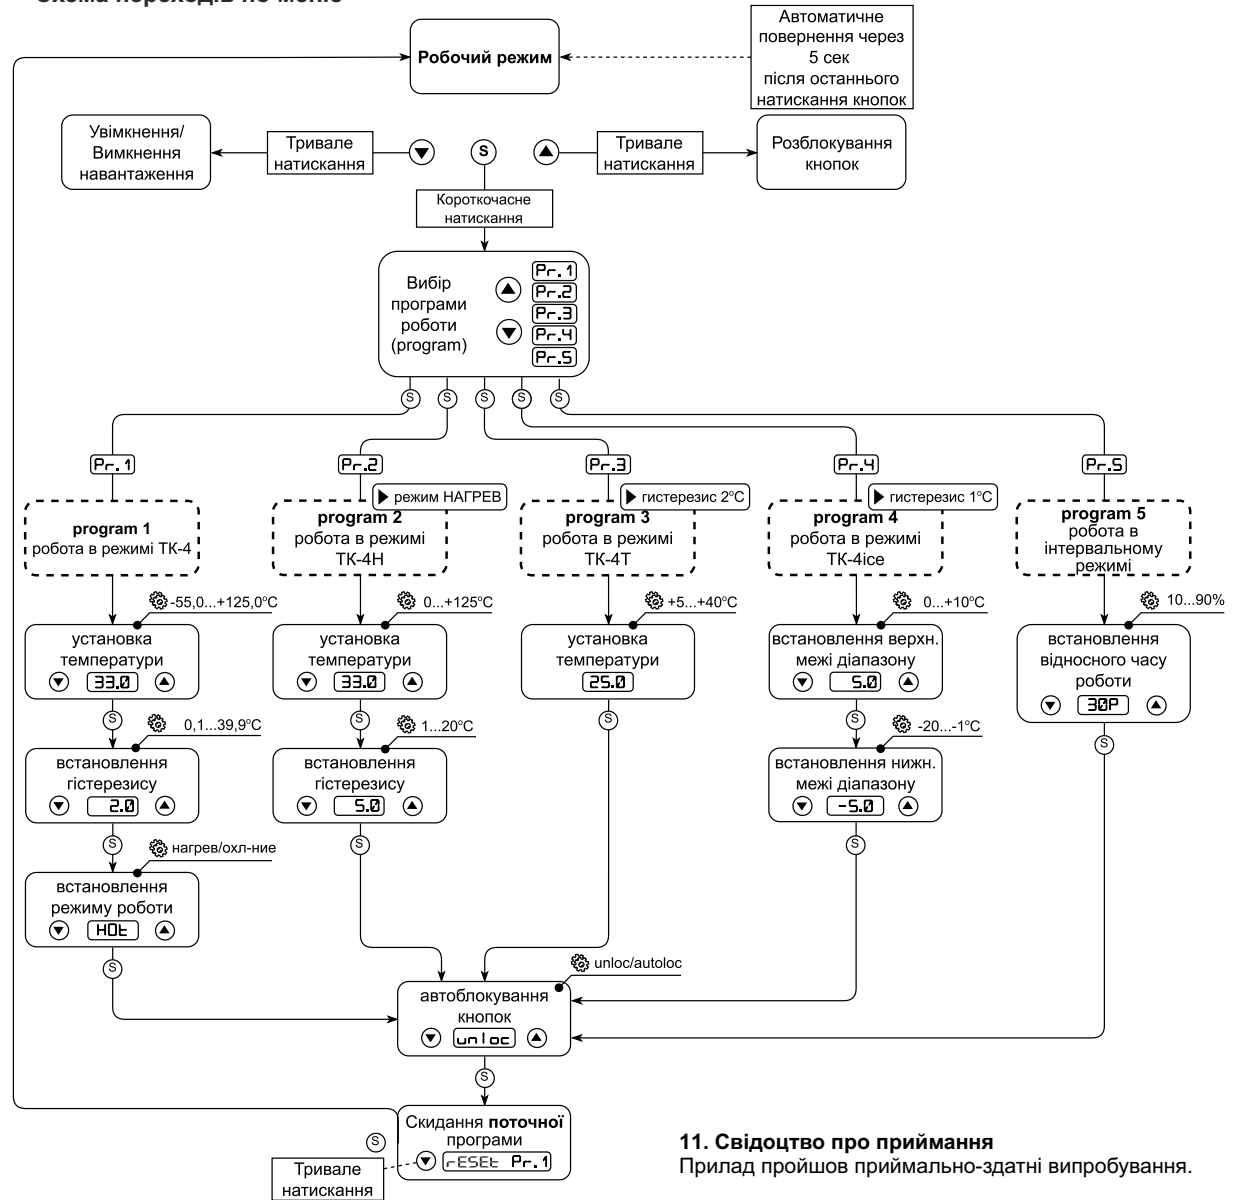 Схема переходів по меню
Автоматичне
повернення через
5 сек
після останнього
натискання кнопок
Робочий режим
Увімкнення/
Вимкнення
навантаження
Тривале
натискання
S
Тривале
натискання
Розблокування
кнопок
Короткочасне
натискання
Вибір
програми
роботи
(program)
Pr.1
Pr.2
Pr.3
Pr.4
Pr.5
S S S S S
Pr.1 Pr.2 Pr.3 Pr.4 Pr.5
режим НАГРЕВ
гистерезис 2°C
гистерезис 1°C
program 1
робота в режимі ТК-4
program 2
робота в режимі
ТК-4Н
program 3
робота в режимі
ТК-4Т
program 4
робота в режимі
ТК-4ice
program 5
робота в
інтервальному
режимі
-55,0...+125,0°C
0...+125°C
+5...+40°C
0...+10°C
10...90%
установка
температури
33.0
установка
температури
33.0
установка
температури
25.0
встановлення верхн.
межі діапазону
5.0
встановлення
відносного часу
роботи
30P
S S S S S
0,1...39,9°C
1...20°C
-20...-1°C
встановлення
гістерезису
2.0
встановлення
гістерезису
5.0
встановлення нижн.
межі діапазону
-5.0
S S S
нагрев/охл-ние
встановлення
режиму роботи
HOt
S
unloc/autoloc
автоблокування
кнопок
unloc
S
Скидання поточної
програми
rESEt Pr.1
S
Тривале
натискання
11. Свідоцтво про приймання
Прилад пройшов приймально-здатні випробування.